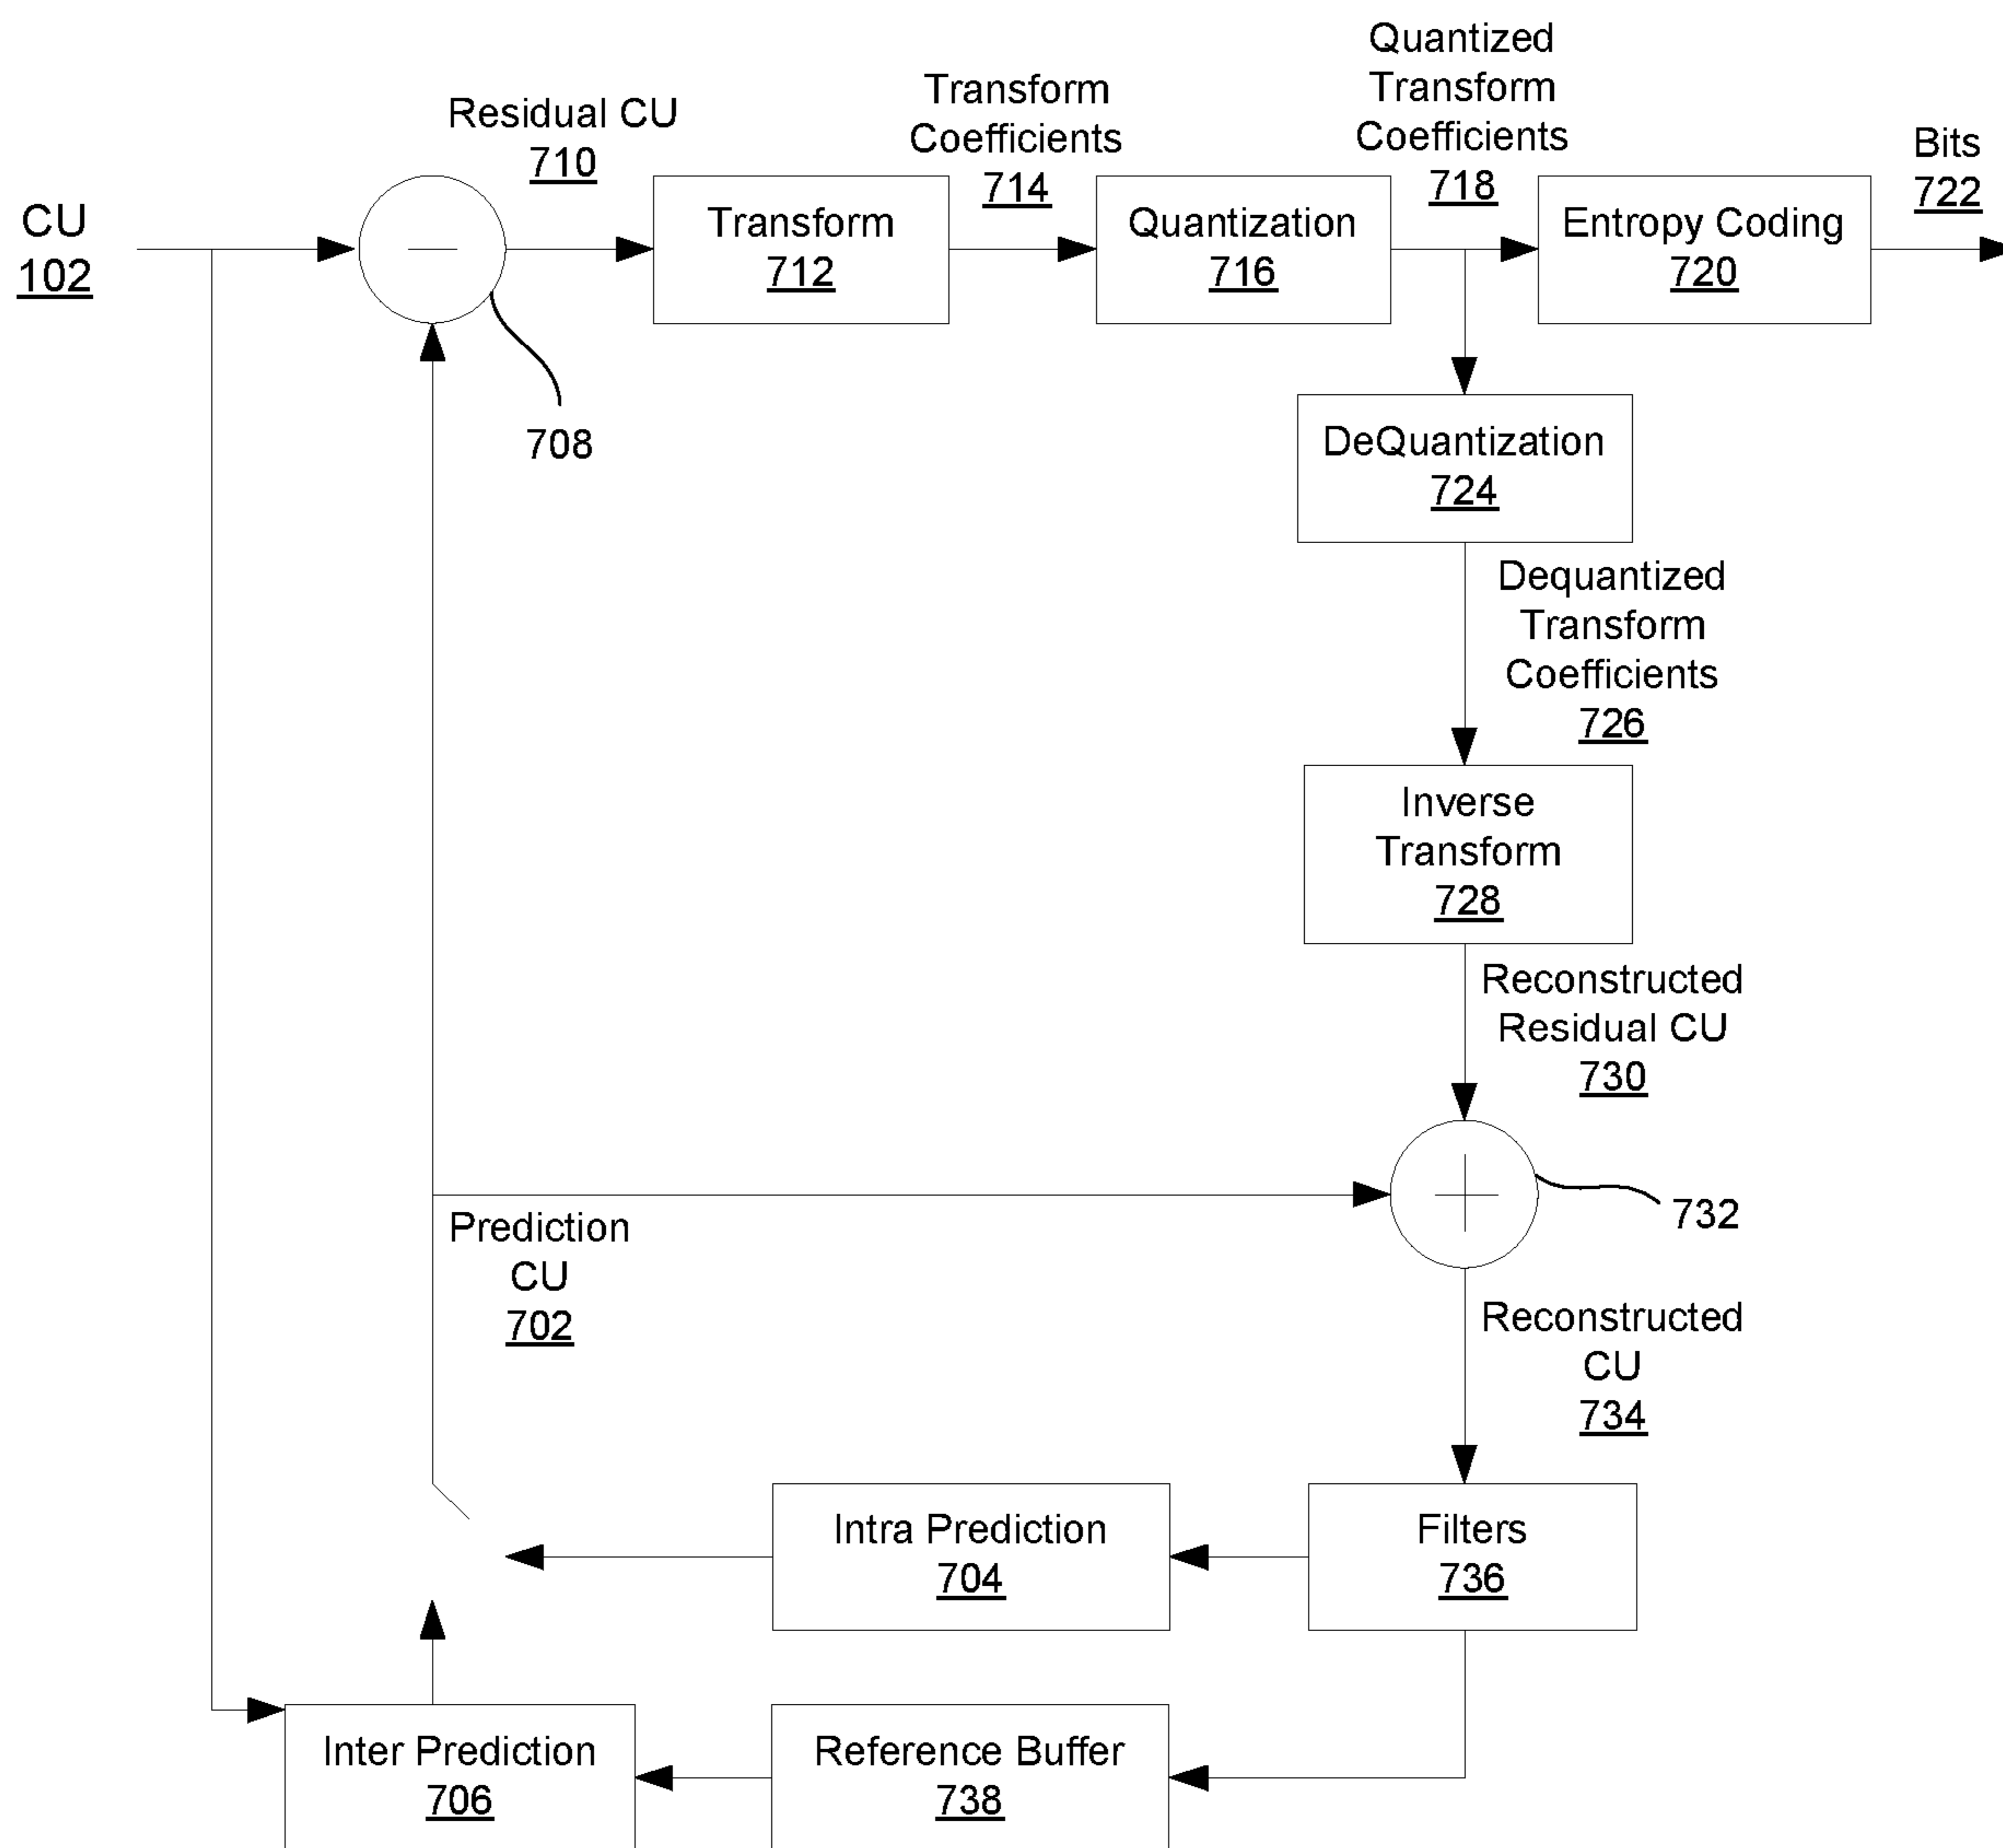 CU
102
Residual CU
710
Transform
Coefficients
714
Quantized
Transform
Coefficients
718
Bits
722
Transform
712
Quantization
716
Entropy Coding
720
708
DeQuantization
724
Dequantized
Transform
Coefficients
726
Inverse
Transform
728
Reconstructed
Residual CU
730
732
Prediction
CU
702
Reconstructed
CU
734
Intra Prediction
704
Filters
736
Inter Prediction
706
Reference Buffer
738